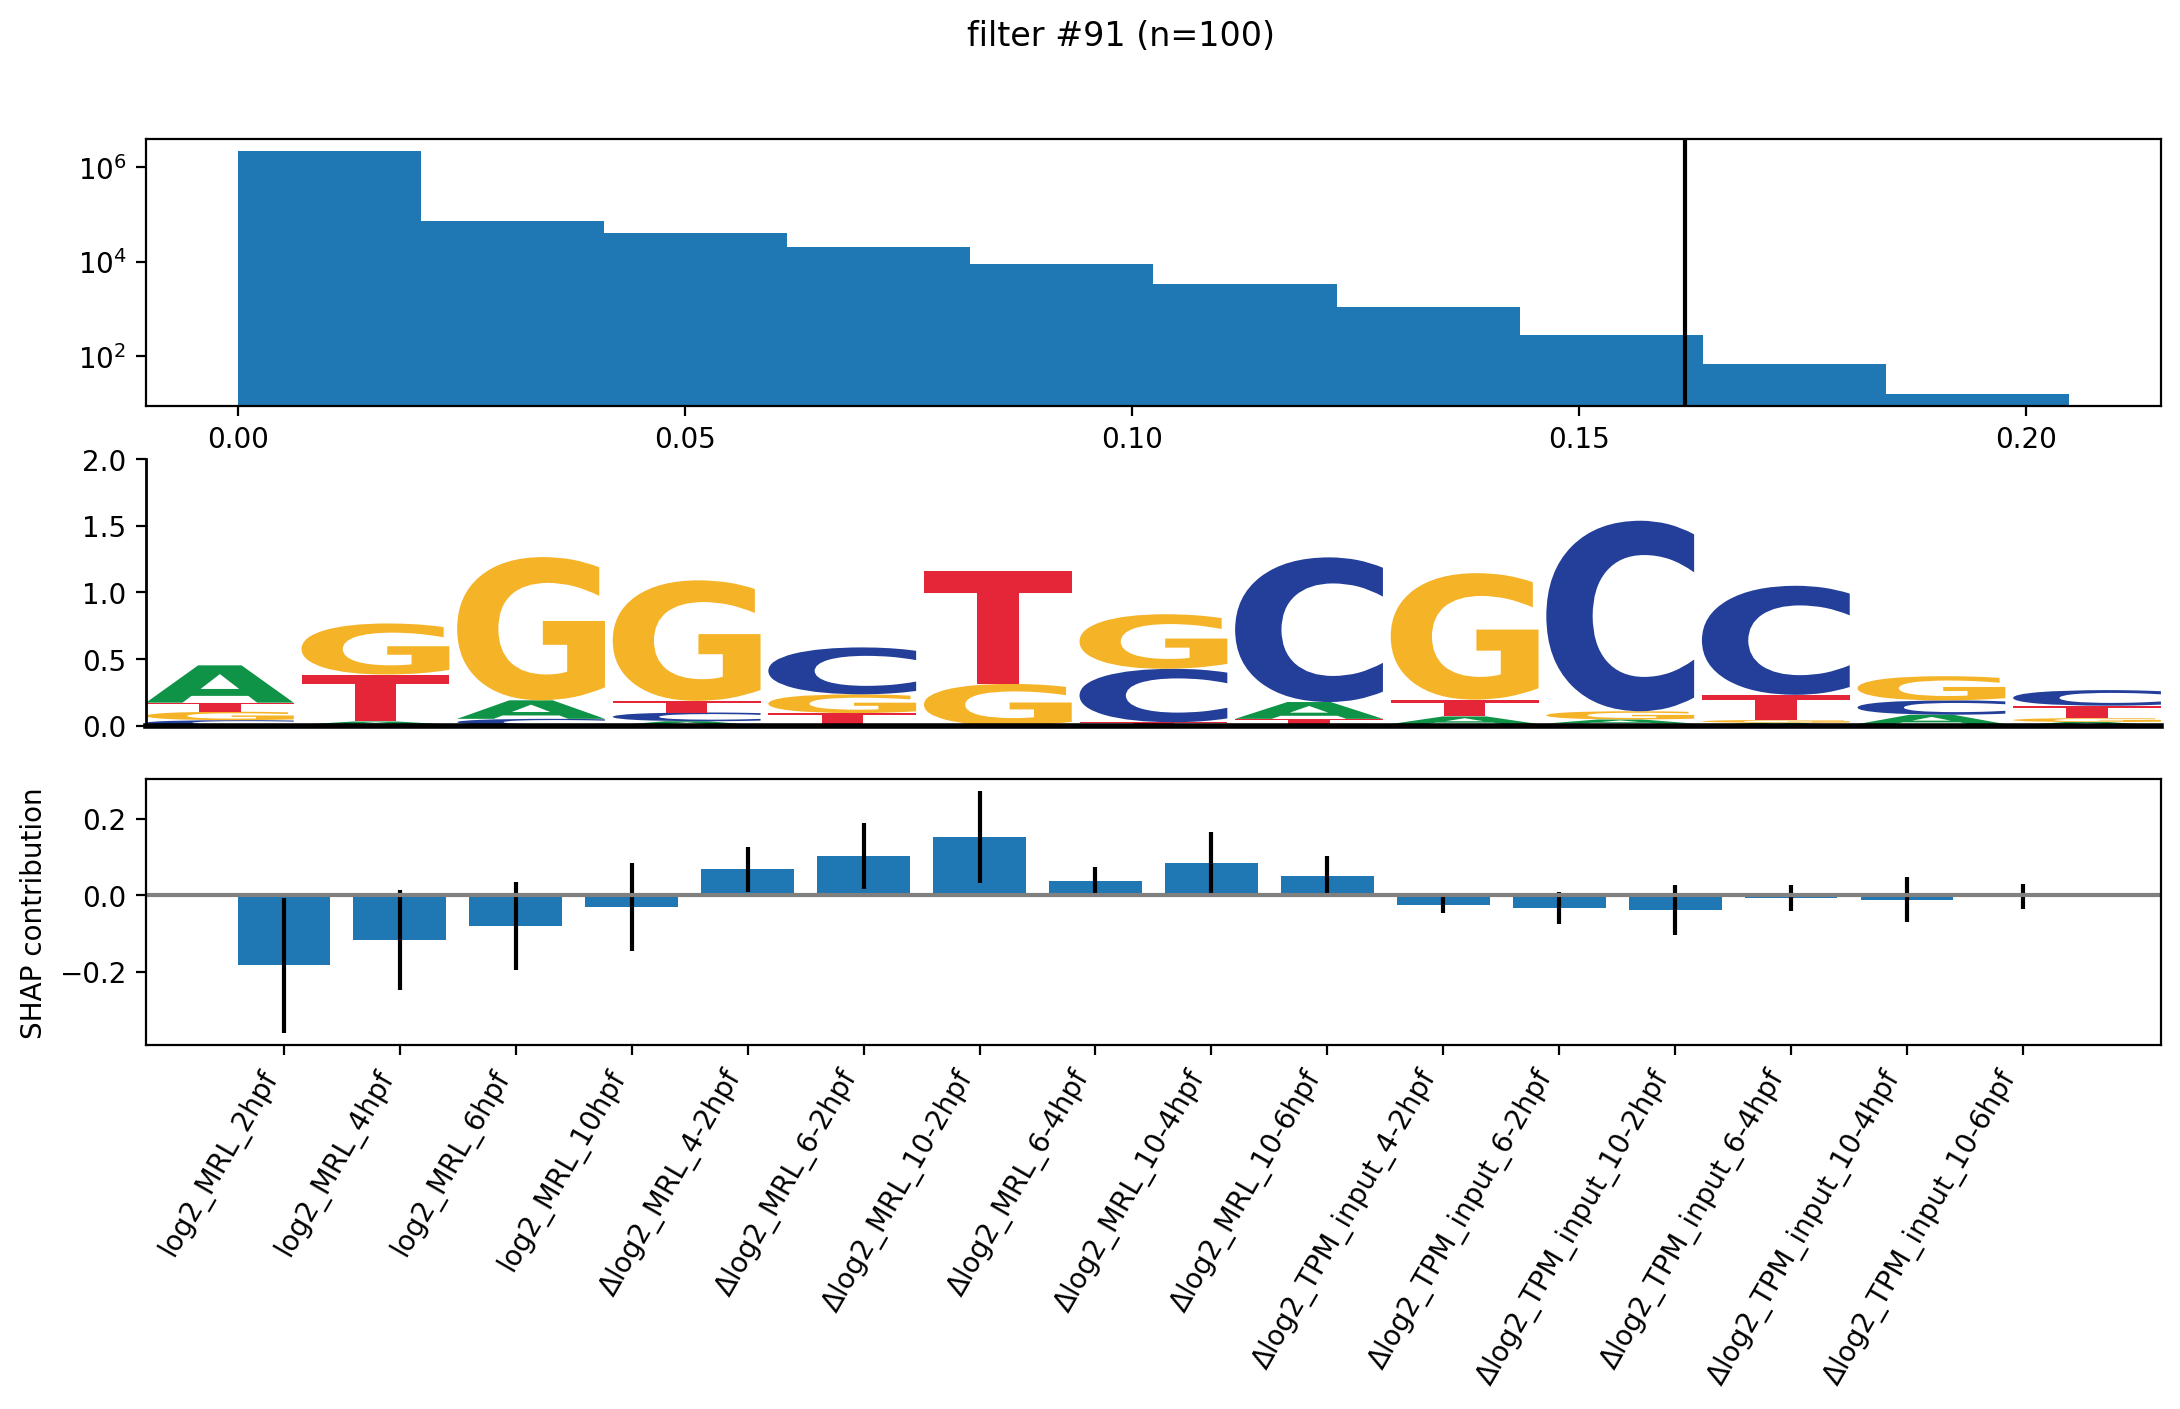 filter #91 (n=100)
10⁶
10⁴
10²
0.00 0.05 0.10 0.15 0.20
2.0
1.5
1.0
0.5
0.0
A T G C
G T A
G A C
G T C
C G T
T G
G C T
C A T
G T A
C G A
C T G
G C A
C T G A
SHAP contribution
0.2
0.0
−0.2
log2_MRL_2hpf
log2_MRL_4hpf
log2_MRL_6hpf
log2_MRL_10hpf
Δlog2_MRL_4-2hpf
Δlog2_MRL_6-2hpf
Δlog2_MRL_10-2hpf
Δlog2_MRL_6-4hpf
Δlog2_MRL_10-4hpf
Δlog2_MRL_10-6hpf
Δlog2_TPM_input_4-2hpf
Δlog2_TPM_input_6-2hpf
Δlog2_TPM_input_10-2hpf
Δlog2_TPM_input_6-4hpf
Δlog2_TPM_input_10-4hpf
Δlog2_TPM_input_10-6hpf